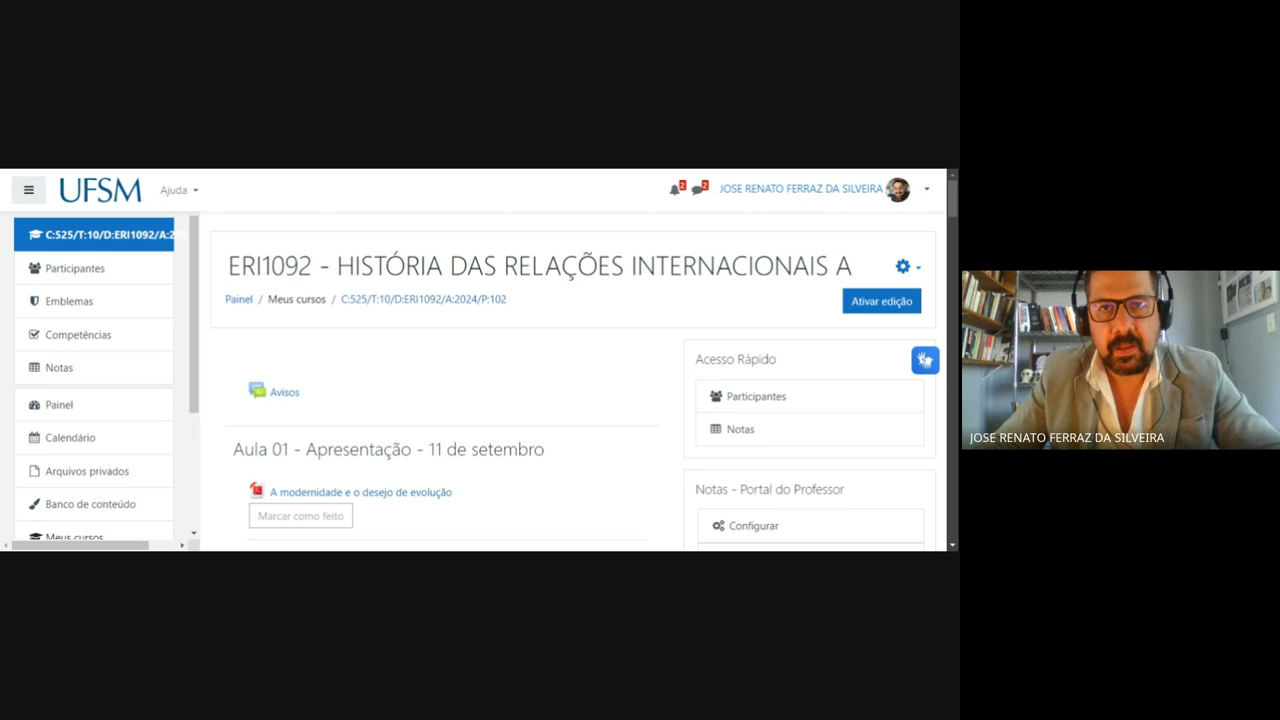 UFSM
Ajuda
2
2
JOSE RENATO FERRAZ DA SILVEIRA
C:525/T:10/D:ERI1092/A:202
Participantes
Emblemas
Competências
Notas
Painel
Calendário
Arquivos privados
Banco de conteúdo
Meus cursos
ERI1092 - HISTÓRIA DAS RELAÇÕES INTERNACIONAIS A
Painel / Meus cursos / C:525/T:10/D:ERI1092/A:2024/P:102
Ativar edição
Avisos
Aula 01 - Apresentação - 11 de setembro
A modernidade e o desejo de evolução
Marcar como feito
Acesso Rápido
Participantes
Notas
Notas - Portal do Professor
Configurar
JOSE RENATO FERRAZ DA SILVEIRA